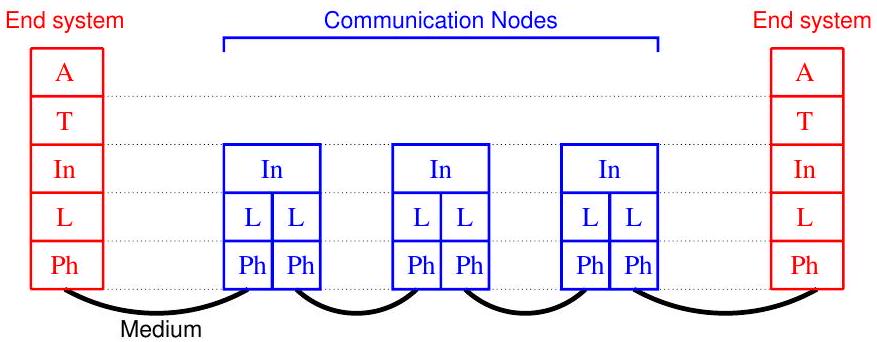 End system Communication Nodes End system
A A
T T
In In In In In
L L L L L L L L
Ph Ph Ph Ph Ph Ph Ph Ph
Medium